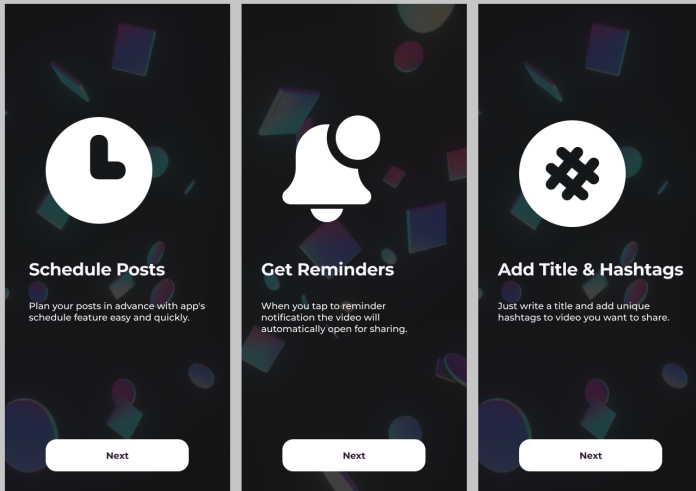 Schedule Posts
Plan your posts in advance with app's
schedule feature easy and quickly.
Next
Get Reminders
When you tap to reminder
notification the video will
automatically open for sharing.
Next
Add Title & Hashtags
Just write a title and add unique
hashtags to video you want to share.
Next